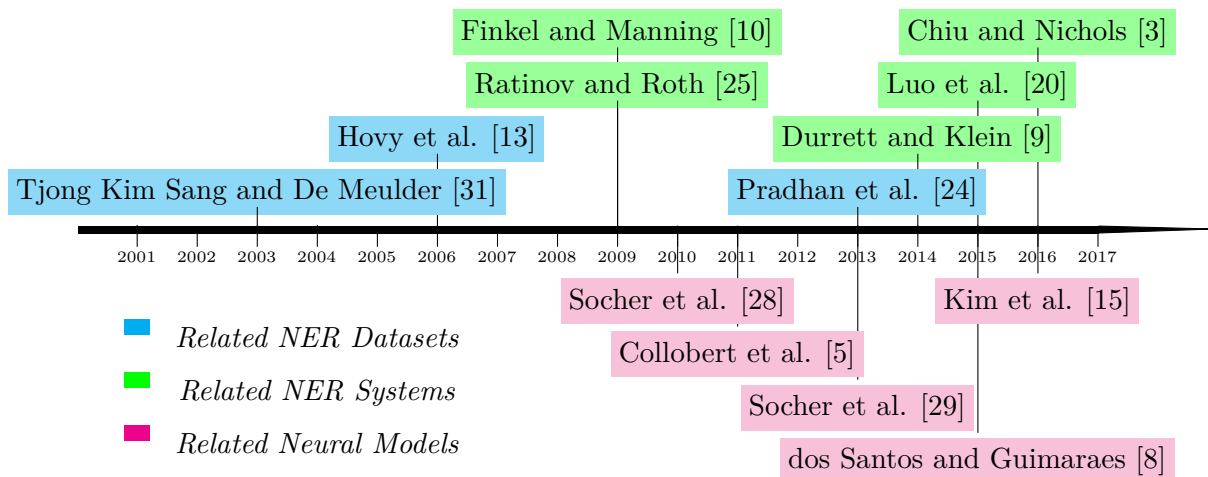 Finkel and Manning [10]
Chiu and Nichols [3]
Ratinov and Roth [25]
Luo et al. [20]
Hovy et al. [13]
Durrett and Klein [9]
Tjong Kim Sang and De Meulder [31]
Pradhan et al. [24]
2001 2002 2003 2004 2005 2006 2007 2008 2009 2010 2011 2012 2013 2014 2015 2016 2017
Socher et al. [28]
Kim et al. [15]
Related NER Datasets
Collobert et al. [5]
Related NER Systems
Socher et al. [29]
Related Neural Models
dos Santos and Guimaraes [8]